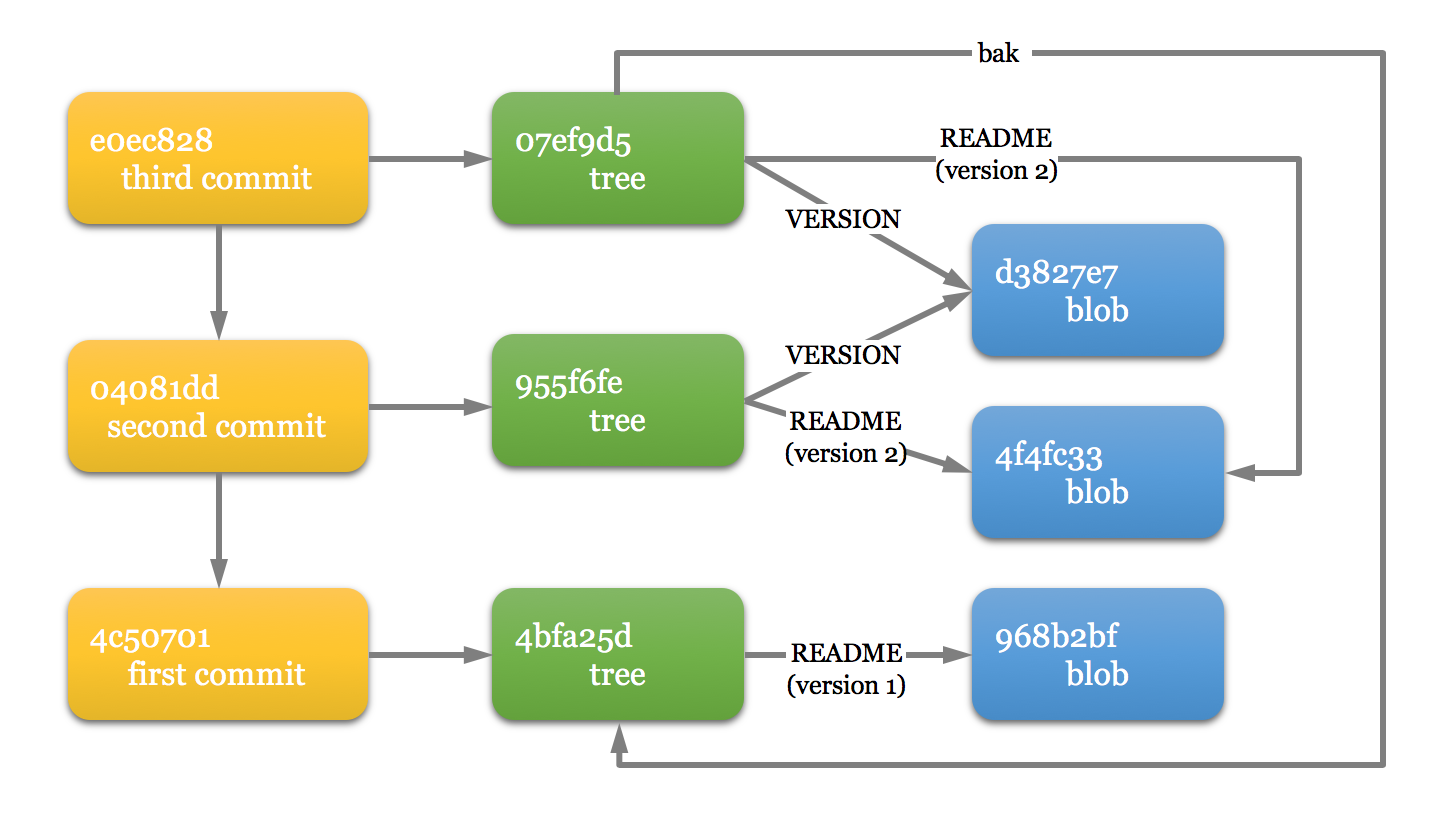 bak
e0ec828
third commit
07ef9d5
tree
README
(version 2)
VERSION
d3827e7
blob
04081dd
second commit
955f6fe
tree
VERSION
README
(version 2)
4f4fc33
blob
4c50701
first commit
4bfa25d
tree
README
(version 1)
968b2bf
blob